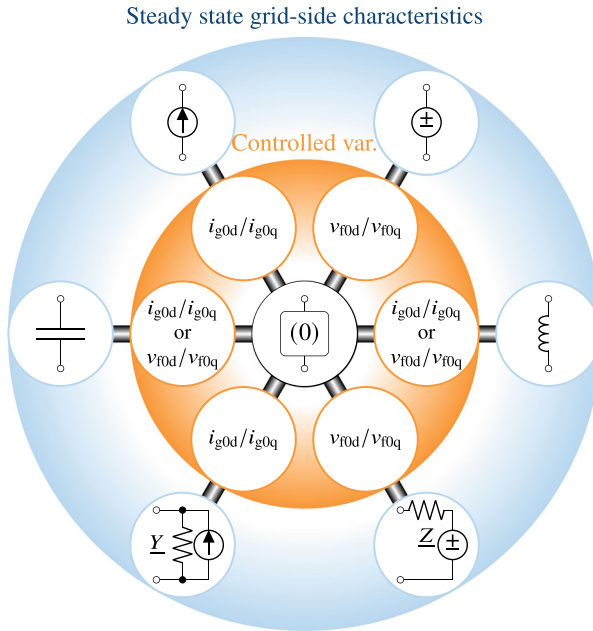 Steady state grid-side characteristics
±
Controlled var.
i_g0d/i_g0q
v_f0d/v_f0q
i_g0d/i_g0q
or
v_f0d/v_f0q
(0)
i_g0d/i_g0q
or
v_f0d/v_f0q
i_g0d/i_g0q
v_f0d/v_f0q
Y
Z
±